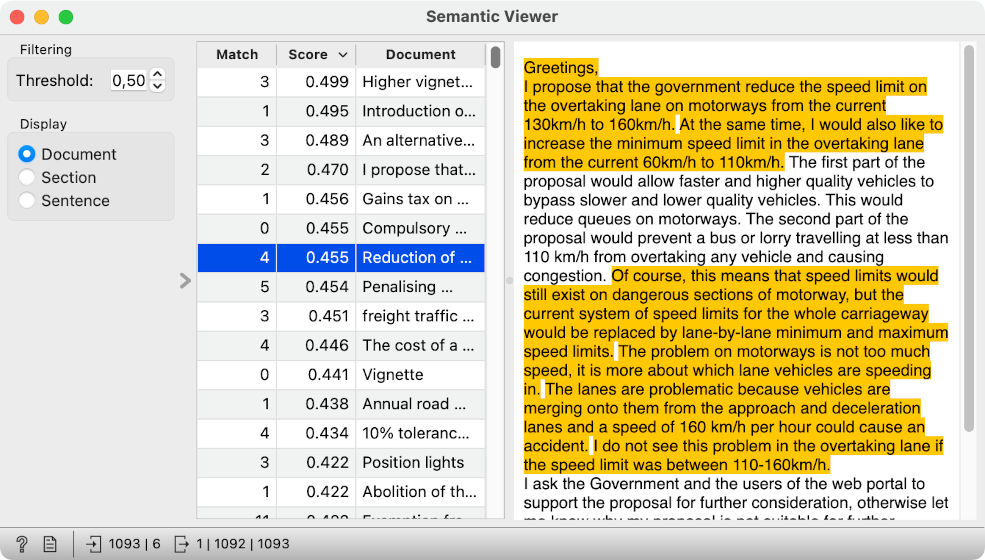 Semantic Viewer
Filtering
Threshold: 0,50
Display
Document
Section
Sentence
Match Score Document
3 0.499 Higher vignet...
1 0.495 Introduction o...
3 0.489 An alternative...
2 0.470 I propose that...
1 0.456 Gains tax on ...
0 0.455 Compulsory ...
4 0.455 Reduction of ...
5 0.454 Penalising ...
3 0.451 freight traffic ...
4 0.446 The cost of a ...
0 0.441 Vignette
1 0.438 Annual road ...
4 0.434 10% toleranc...
3 0.422 Position lights
1 0.422 Abolition of th...
Greetings,
I propose that the government reduce the speed limit on
the overtaking lane on motorways from the current
130km/h to 160km/h. At the same time, I would also like to
increase the minimum speed limit in the overtaking lane
from the current 60km/h to 110km/h. The first part of the
proposal would allow faster and higher quality vehicles to
bypass slower and lower quality vehicles. This would
reduce queues on motorways. The second part of the
proposal would prevent a bus or lorry travelling at less than
110 km/h from overtaking any vehicle and causing
congestion. Of course, this means that speed limits would
still exist on dangerous sections of motorway, but the
current system of speed limits for the whole carriageway
would be replaced by lane-by-lane minimum and maximum
speed limits. The problem on motorways is not too much
speed, it is more about which lane vehicles are speeding
in. The lanes are problematic because vehicles are
merging onto them from the approach and deceleration
lanes and a speed of 160 km/h per hour could cause an
accident. I do not see this problem in the overtaking lane if
the speed limit was between 110-160km/h.
I ask the Government and the users of the web portal to
support the proposal for further consideration, otherwise let
me know why my proposal is not suitable for further
? 1093 | 6 1 | 1092 | 1093